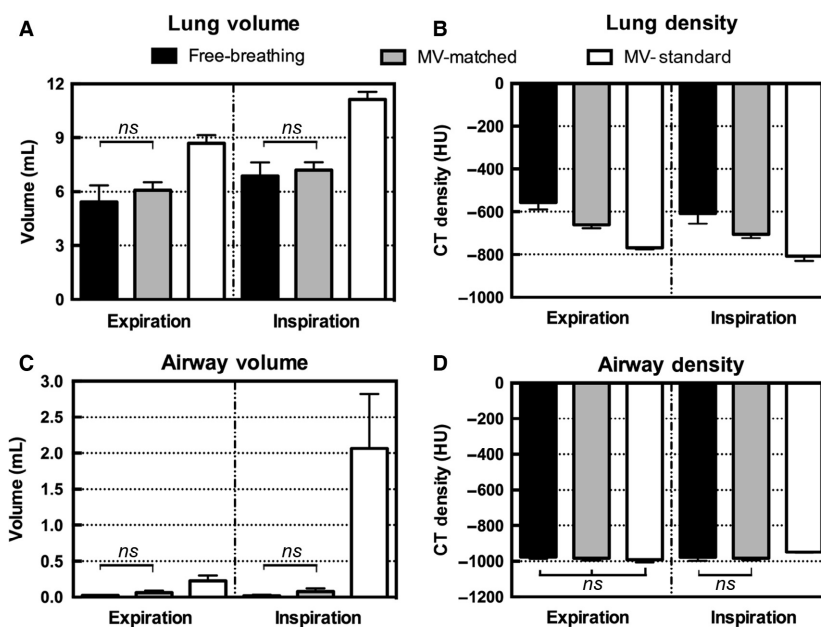 A Lung volume
B Lung density
Free-breathing MV-matched MV-standard
Volume (mL)
12
9
6
3
0
ns ns
Expiration Inspiration
CT density (HU)
0
−200
−400
−600
−800
−1000
Expiration Inspiration
C Airway volume
Volume (mL)
3.0
2.5
2.0
1.5
1.0
0.5
0.0
ns ns
Expiration Inspiration
D Airway density
CT density (HU)
0
−200
−400
−600
−800
−1000
−1200
ns ns
Expiration Inspiration